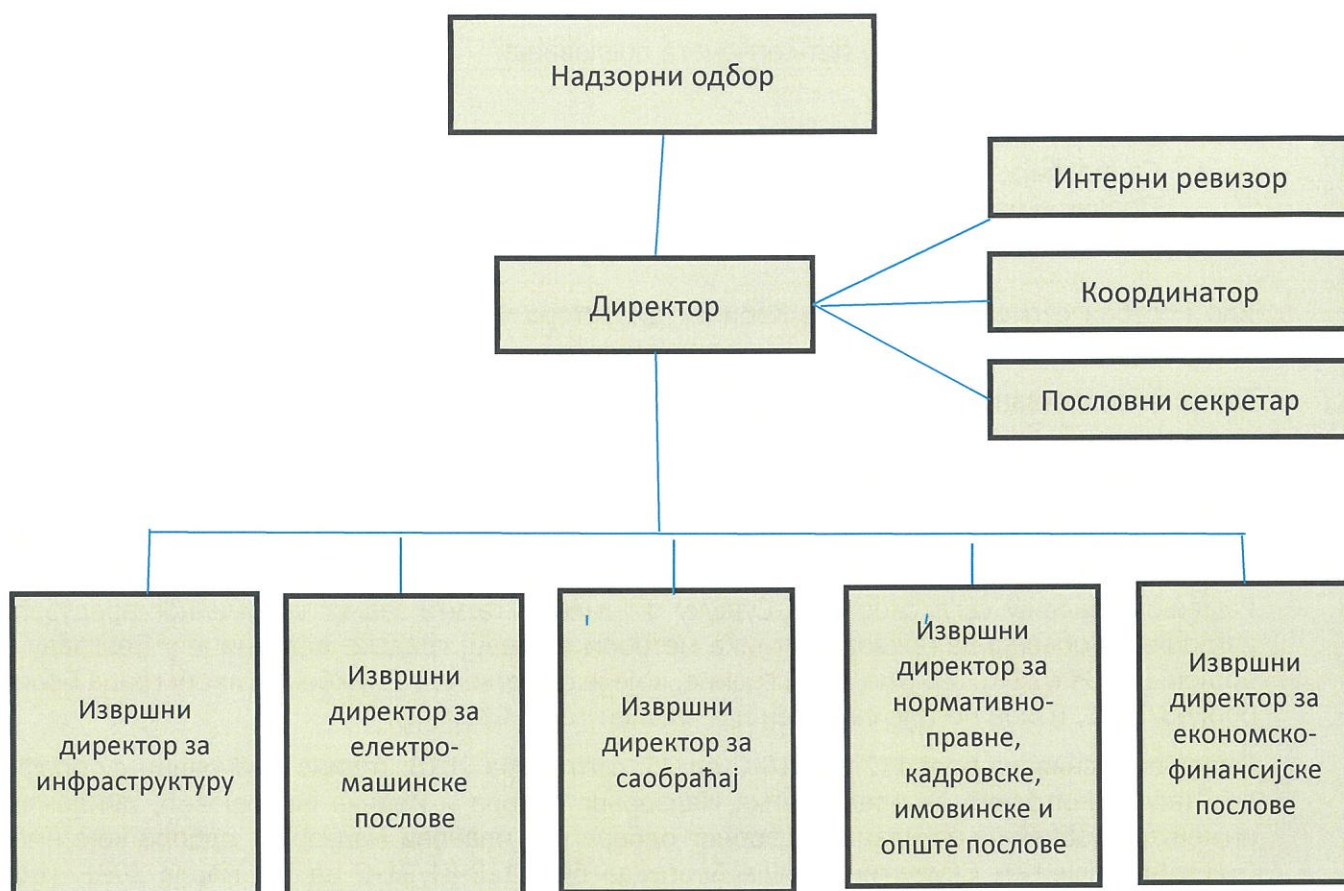 Надзорни одбор
Интерни ревизор
Директор
Координатор
Пословни секретар
Извршни
директор за
инфраструктуру
Извршни
директор за
електро-
машинске
послове
Извршни
директор за
саобраћај
Извршни
директор за
нормативно-
правне,
кадровске,
имовинске и
опште послове
Извршни
директор за
економско-
финансијске
послове